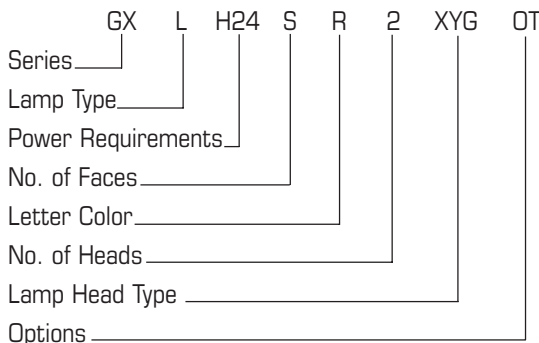 GX L H24 S R 2 XYG OT
Series
Lamp Type
Power Requirements
No. of Faces
Letter Color
No. of Heads
Lamp Head Type
Options